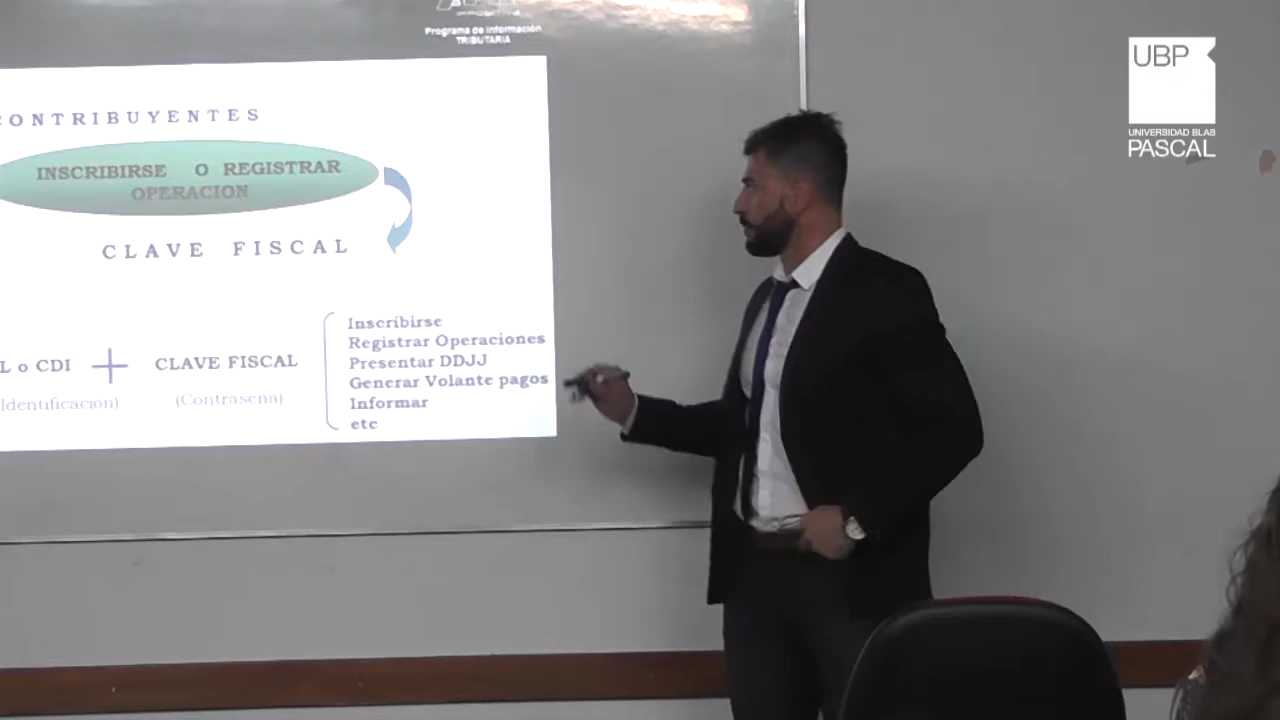 Programa de Información
TRIBUTARIA
CONTRIBUYENTES
INSCRIBIRSE O REGISTRAR
OPERACION
CLAVE FISCAL
Inscribirse
Registrar Operaciones
Presentar DDJJ
Generar Volante pagos
Informar
etc
L o CDI + CLAVE FISCAL
Identificacion) (Contraseña)
UBP
UNIVERSIDAD BLAS
PASCAL